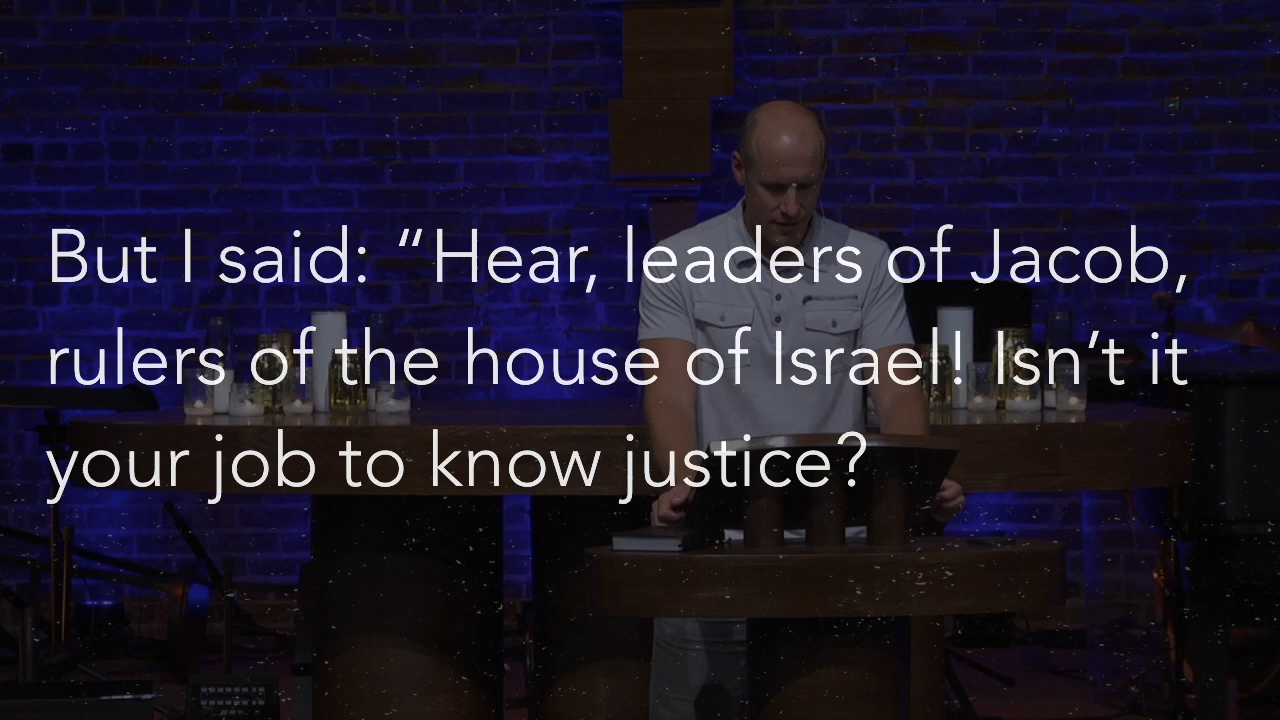 But I said: “Hear, leaders of Jacob,
rulers of the house of Israel! Isn’t it
your job to know justice?